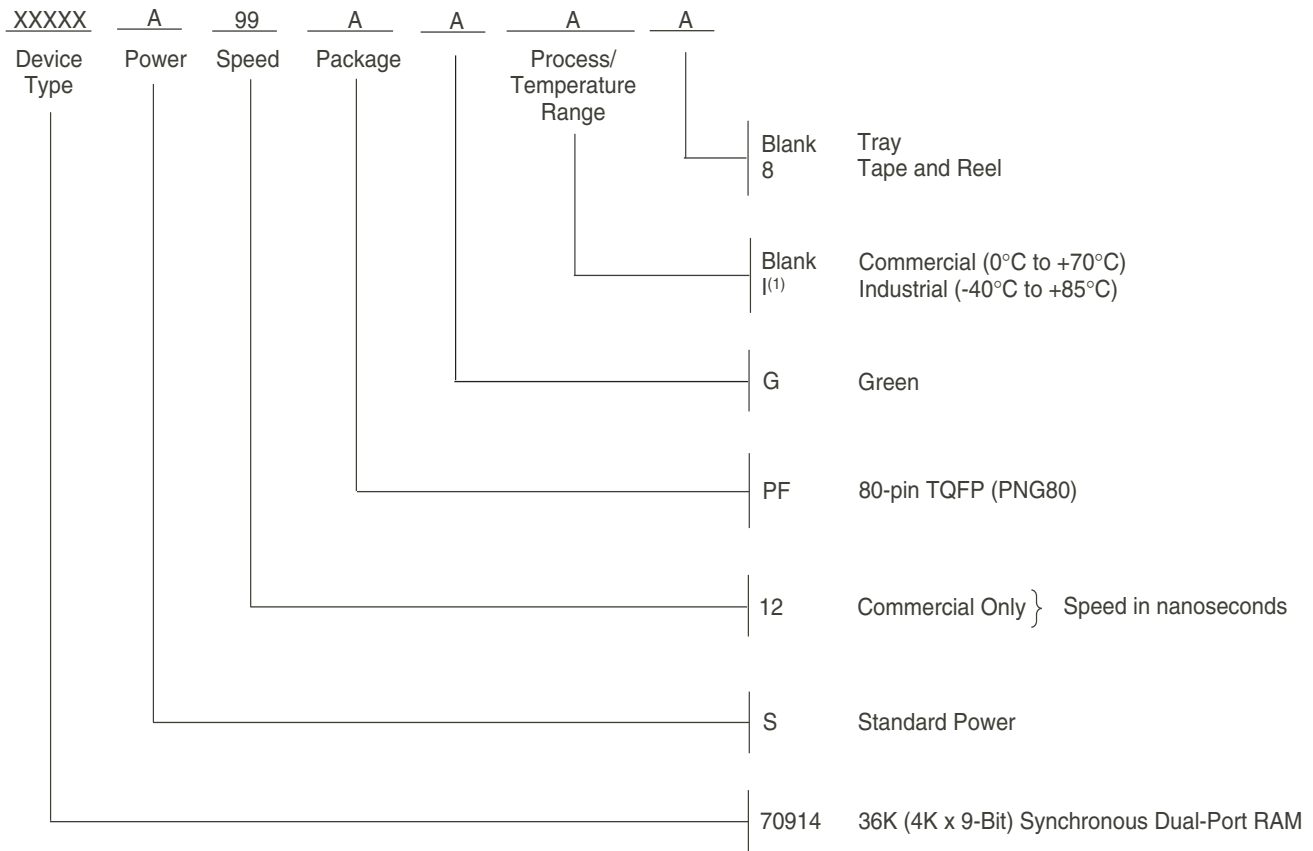 XXXXX A 99 A A A A
Device Type Power Speed Package Process/ Temperature Range
Blank Tray
8 Tape and Reel
Blank Commercial (0°C to +70°C)
I(1) Industrial (-40°C to +85°C)
G Green
PF 80-pin TQFP (PNG80)
12 Commercial Only } Speed in nanoseconds
S Standard Power
70914 36K (4K x 9-Bit) Synchronous Dual-Port RAM